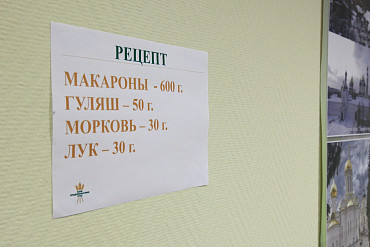 РЕЦЕПТ
МАКАРОНЫ - 600 г.
ГУЛЯШ – 50 г.
МОРКОВЬ – 30 г.
ЛУК – 30 г.